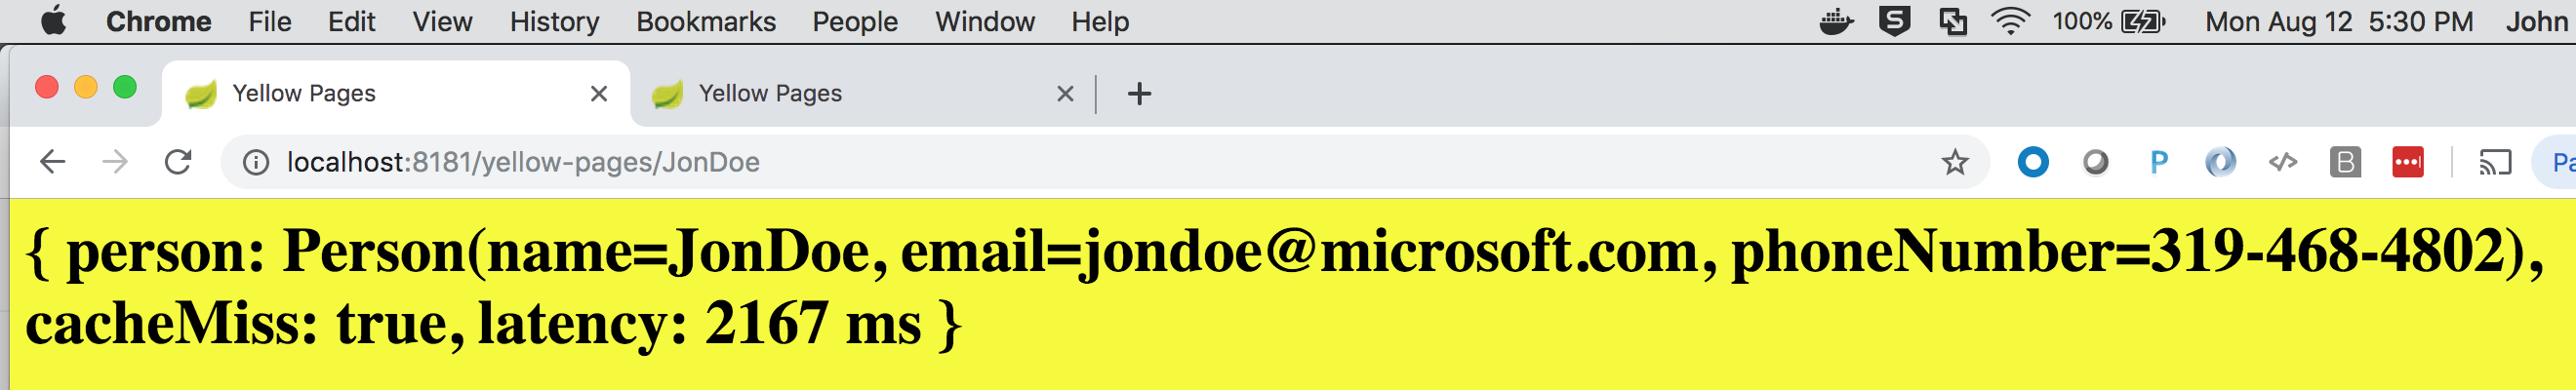 Chrome File Edit View History Bookmarks People Window Help 100% Mon Aug 12 5:30 PM John
Yellow Pages Yellow Pages
localhost:8181/yellow-pages/JonDoe P B Pa
{ person: Person(name=JonDoe, email=jondoe@microsoft.com, phoneNumber=319-468-4802),
cacheMiss: true, latency: 2167 ms }